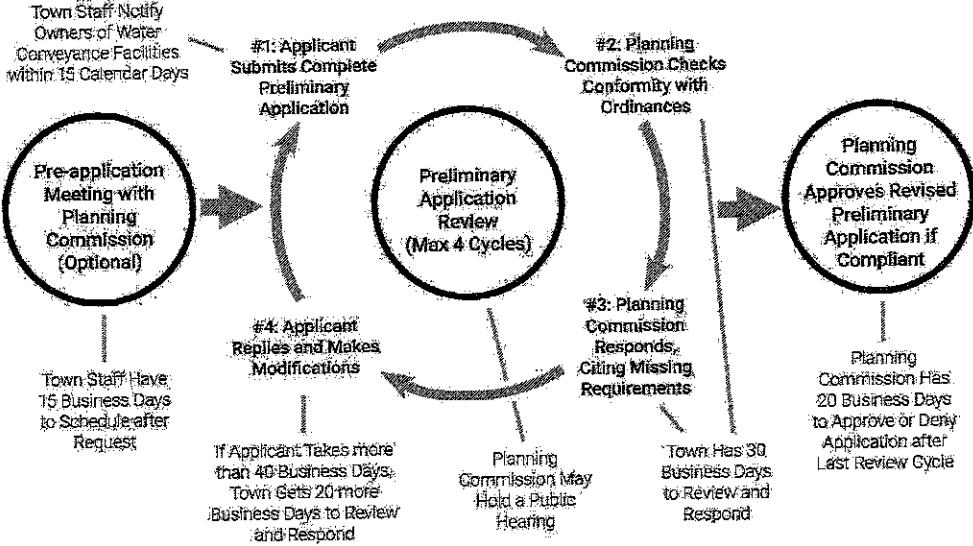 Town Staff Notify
Owners of Water
Conveyance Facilities
within 15 Calendar Days
#1: Applicant
Submits Complete
Preliminary
Application
#2: Planning
Commission Checks
Conformity with
Ordinances
Pre-application
Meeting with
Planning
Commission
(Optional)
Preliminary
Application
Review
(Max 4 Cycles)
Planning
Commission
Approves Revised
Preliminary
Application if
Compliant
#4: Applicant
Replies and Makes
Modifications
#3: Planning
Commission
Responds,
Citing Missing
Requirements
Town Staff Have
15 Business Days
to Schedule after
Request
If Applicant Takes more
than 40 Business Days,
Town Gets 20 more
Business Days to Review
and Respond
Planning
Commission May
Hold a Public
Hearing
Town Has 30
Business Days
to Review and
Respond
Planning
Commission Has
20 Business Days
to Approve or Deny
Application after
Last Review Cycle